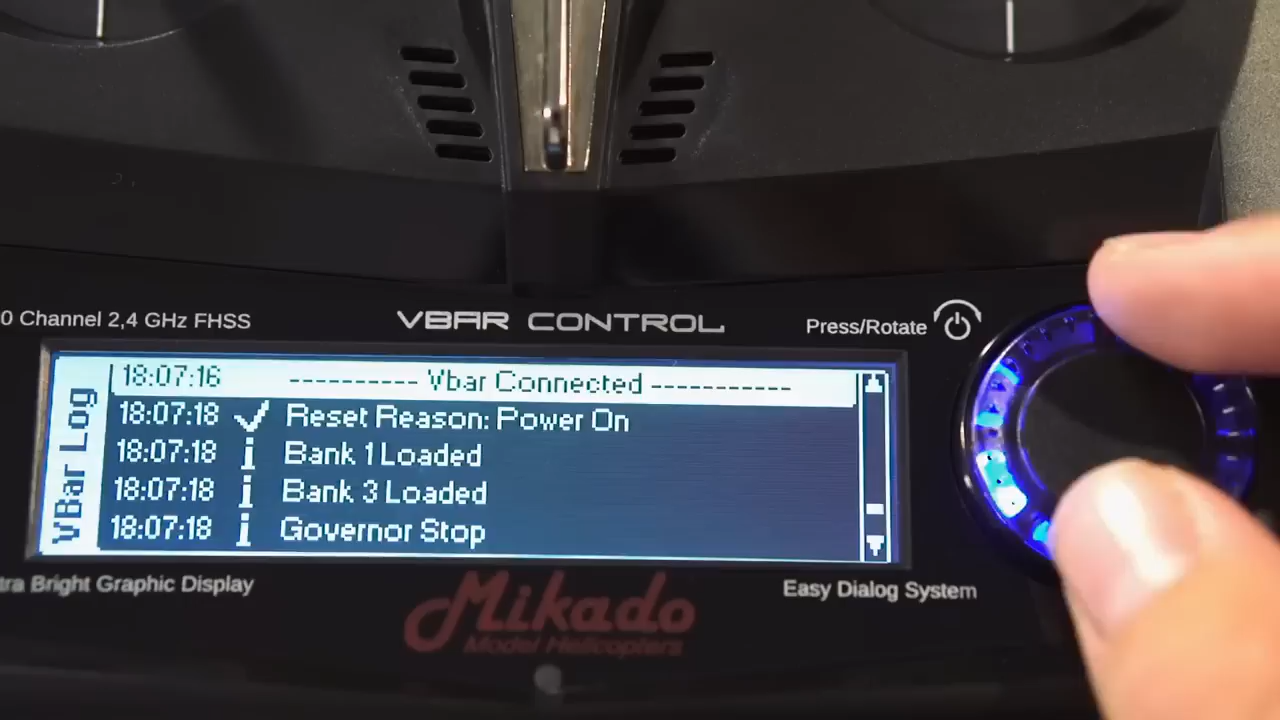 0 Channel 2,4 GHz FHSS
VBAR CONTROL
Press/Rotate
VBar Log
18:07:16 ---------- Vbar Connected -----------
18:07:18 Reset Reason: Power On
18:07:18 i Bank 1 Loaded
18:07:18 i Bank 3 Loaded
18:07:18 i Governor Stop
tra Bright Graphic Display
Easy Dialog System
Mikado
Model Helicopters